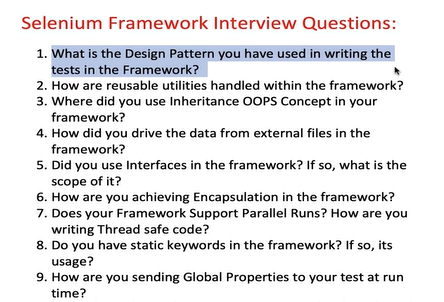 Selenium Framework Interview Questions:
1. What is the Design Pattern you have used in writing the
tests in the Framework?
2. How are reusable utilities handled within the framework?
3. Where did you use Inheritance OOPS Concept in your
framework?
4. How did you drive the data from external files in the
framework?
5. Did you use Interfaces in the framework? If so, what is the
scope of it?
6. How are you achieving Encapsulation in the framework?
7. Does your Framework Support Parallel Runs? How are you
writing Thread safe code?
8. Do you have static keywords in the framework? If so, its
usage?
9. How are you sending Global Properties to your test at run
time?